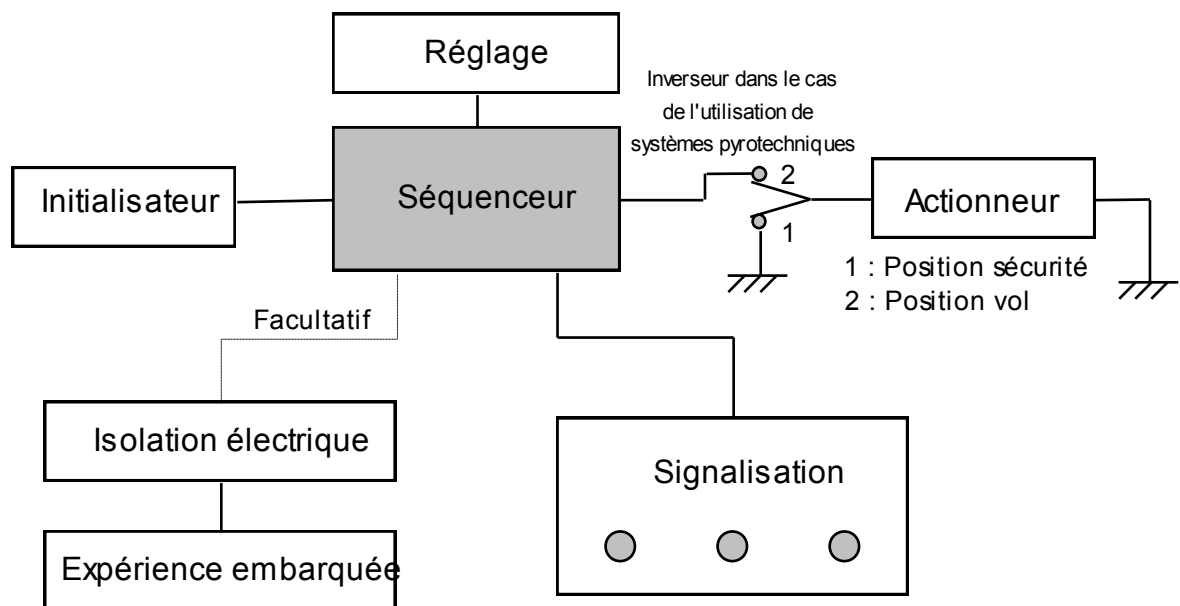 Réglage
Inverseur dans le cas
de l'utilisation de
systèmes pyrotechniques
Initialisateur
Séquenceur
2
1
Actionneur
1 : Position sécurité
2 : Position vol
Facultatif
Isolation électrique
Signalisation
Expérience embarquée